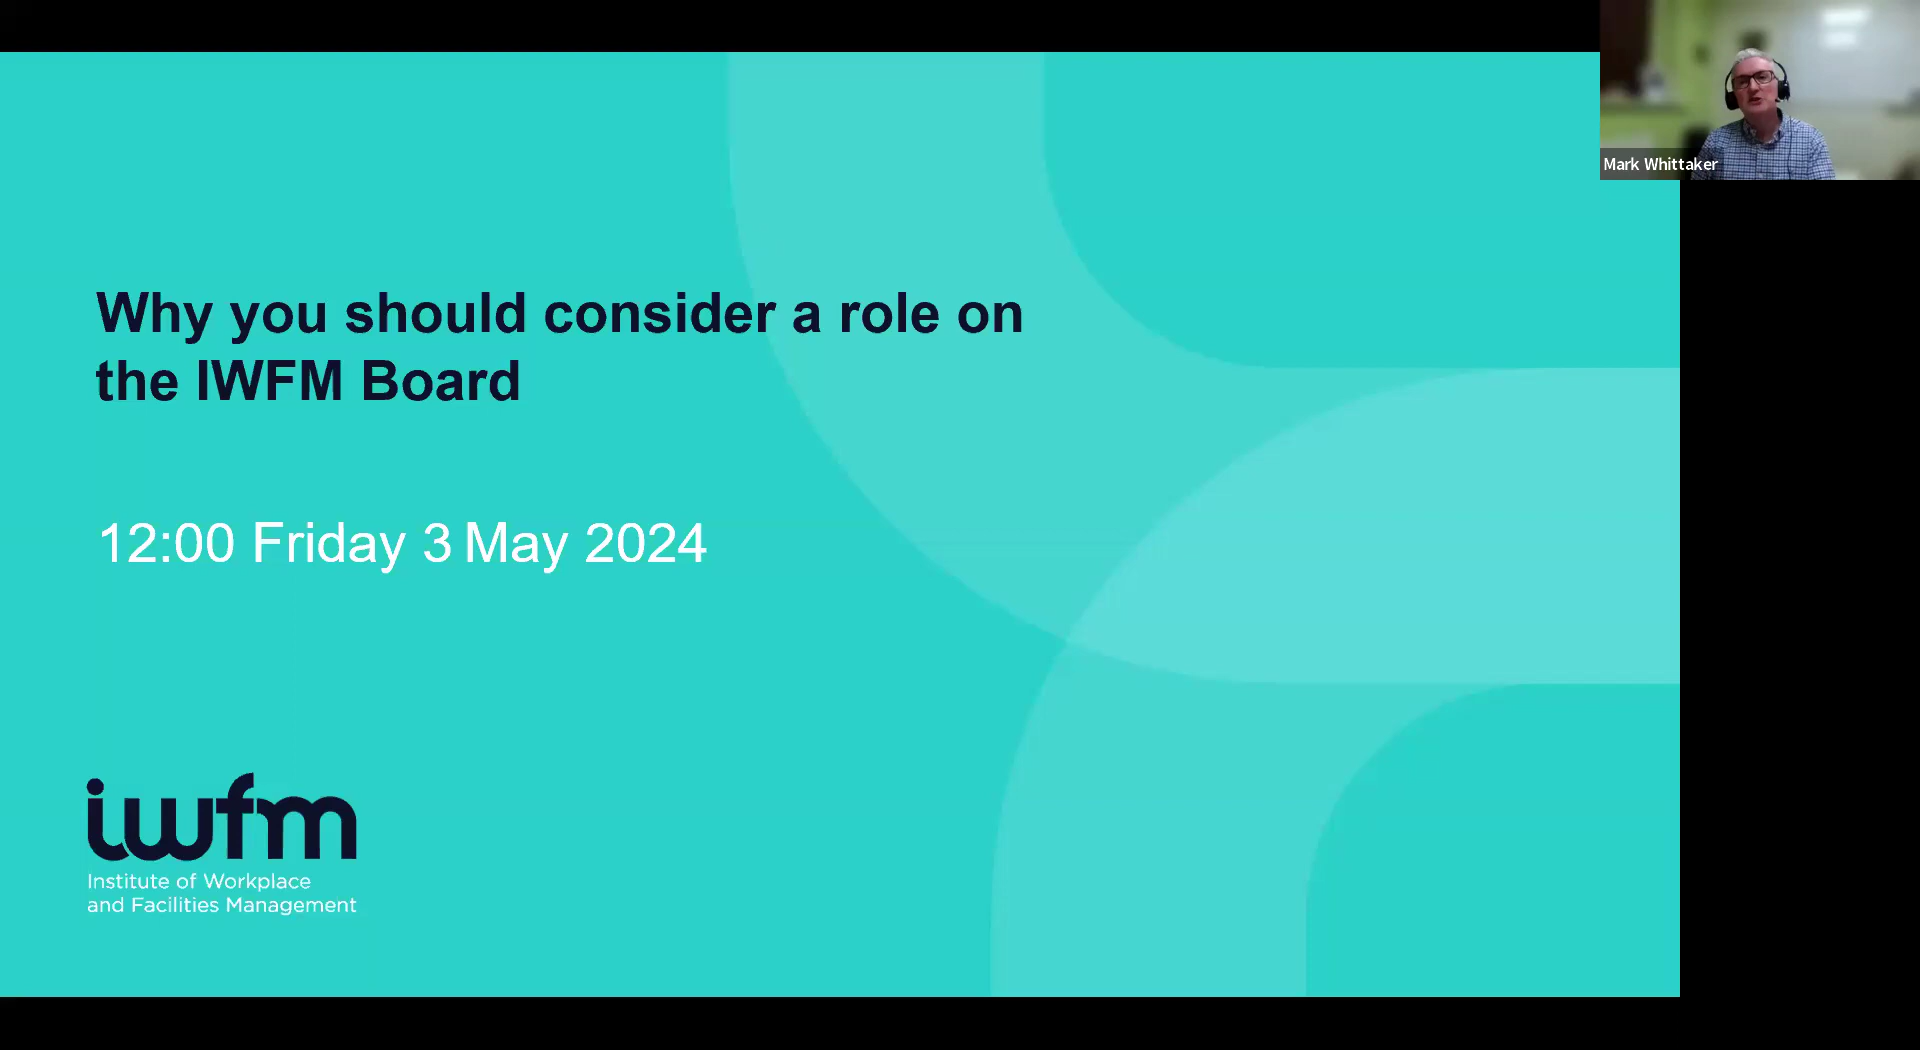 Mark Whittaker
Why you should consider a role on
the IWFM Board
12:00 Friday 3 May 2024
iwfm
Institute of Workplace
and Facilities Management